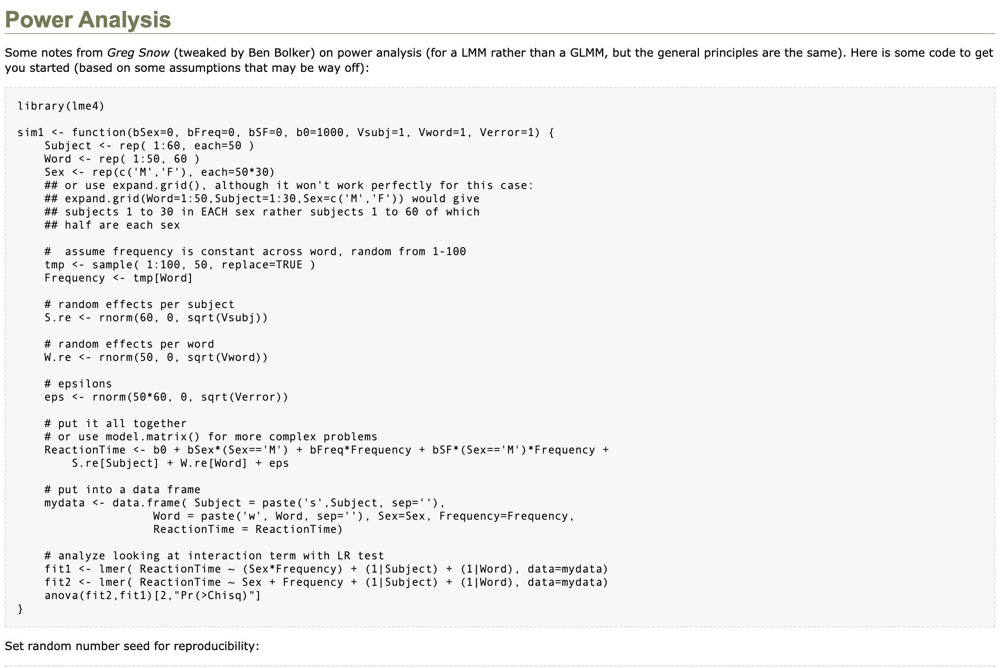 Power Analysis
Some notes from Greg Snow (tweaked by Ben Bolker) on power analysis (for a LMM rather than a GLMM, but the general principles are the same). Here is some code to get
you started (based on some assumptions that may be way off):
library(lme4)
sim1 <- function(bSex=0, bFreq=0, bSF=0, b0=1000, Vsubj=1, Vword=1, Verror=1) {
    Subject <- rep( 1:60, each=50 )
    Word <- rep( 1:50, 60 )
    Sex <- rep(c('M','F'), each=50*30)
    ## or use expand.grid(), although it won't work perfectly for this case:
    ## expand.grid(Word=1:50,Subject=1:30,Sex=c('M','F')) would give
    ## subjects 1 to 30 in EACH sex rather subjects 1 to 60 of which
    ## half are each sex
    #  assume frequency is constant across word, random from 1-100
    tmp <- sample( 1:100, 50, replace=TRUE )
    Frequency <- tmp[Word]
    # random effects per subject
    S.re <- rnorm(60, 0, sqrt(Vsubj))
    # random effects per word
    W.re <- rnorm(50, 0, sqrt(Vword))
    # epsilons
    eps <- rnorm(50*60, 0, sqrt(Verror))
    # put it all together
    # or use model.matrix() for more complex problems
    ReactionTime <- b0 + bSex*(Sex=='M') + bFreq*Frequency + bSF*(Sex=='M')*Frequency +
        S.re[Subject] + W.re[Word] + eps
    # put into a data frame
    mydata <- data.frame( Subject = paste('s',Subject, sep=''),
                    Word = paste('w', Word, sep=''), Sex=Sex, Frequency=Frequency,
                    ReactionTime = ReactionTime)
    # analyze looking at interaction term with LR test
    fit1 <- lmer( ReactionTime ~ (Sex*Frequency) + (1|Subject) + (1|Word), data=mydata)
    fit2 <- lmer( ReactionTime ~ Sex + Frequency + (1|Subject) + (1|Word), data=mydata)
    anova(fit2,fit1)[2,"Pr(>Chisq)"]
}
Set random number seed for reproducibility: